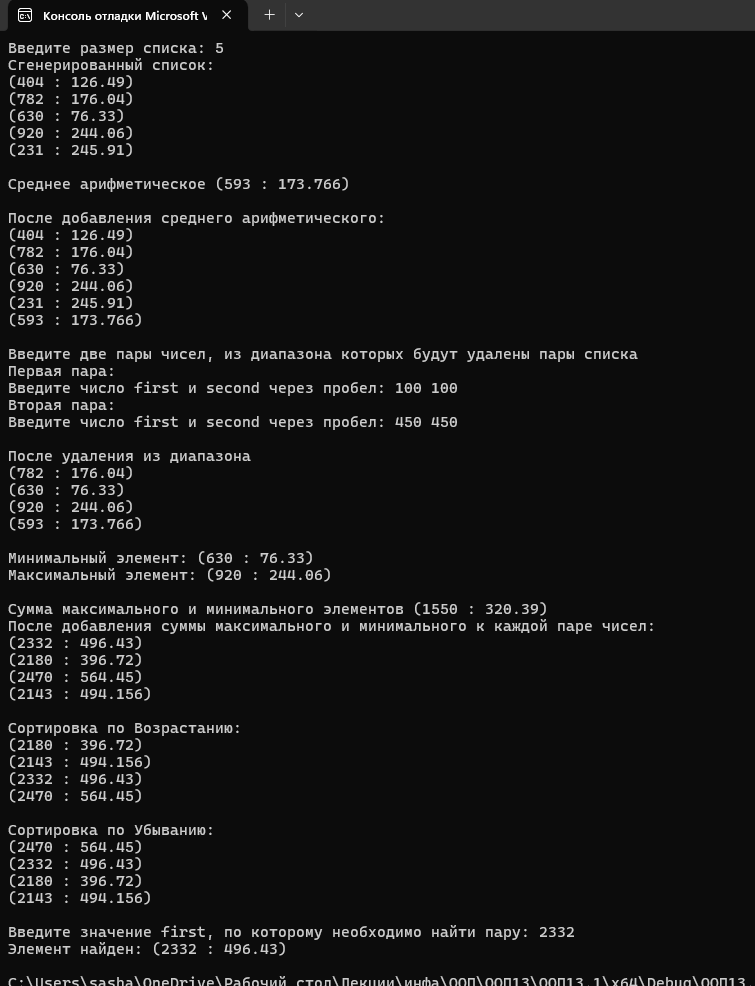 Консоль отладки Microsoft V
Введите размер списка: 5
Сгенерированный список:
(404 : 126.49)
(782 : 176.04)
(630 : 76.33)
(920 : 244.06)
(231 : 245.91)
Среднее арифметическое (593 : 173.766)
После добавления среднего арифметического:
(404 : 126.49)
(782 : 176.04)
(630 : 76.33)
(920 : 244.06)
(231 : 245.91)
(593 : 173.766)
Введите две пары чисел, из диапазона которых будут удалены пары списка
Первая пара:
Введите число first и second через пробел: 100 100
Вторая пара:
Введите число first и second через пробел: 450 450
После удаления из диапазона
(782 : 176.04)
(630 : 76.33)
(920 : 244.06)
(593 : 173.766)
Минимальный элемент: (630 : 76.33)
Максимальный элемент: (920 : 244.06)
Сумма максимального и минимального элементов (1550 : 320.39)
После добавления суммы максимального и минимального к каждой паре чисел:
(2332 : 496.43)
(2180 : 396.72)
(2470 : 564.45)
(2143 : 494.156)
Сортировка по Возрастанию:
(2180 : 396.72)
(2143 : 494.156)
(2332 : 496.43)
(2470 : 564.45)
Сортировка по Убыванию:
(2470 : 564.45)
(2332 : 496.43)
(2180 : 396.72)
(2143 : 494.156)
Введите значение first, по которому необходимо найти пару: 2332
Элемент найден: (2332 : 496.43)
C:\Users\sasha\OneDrive\Рабочий стол\Лекции\инфа\ООП\ООП13\ООП13.1\x64\Debug\ООП13